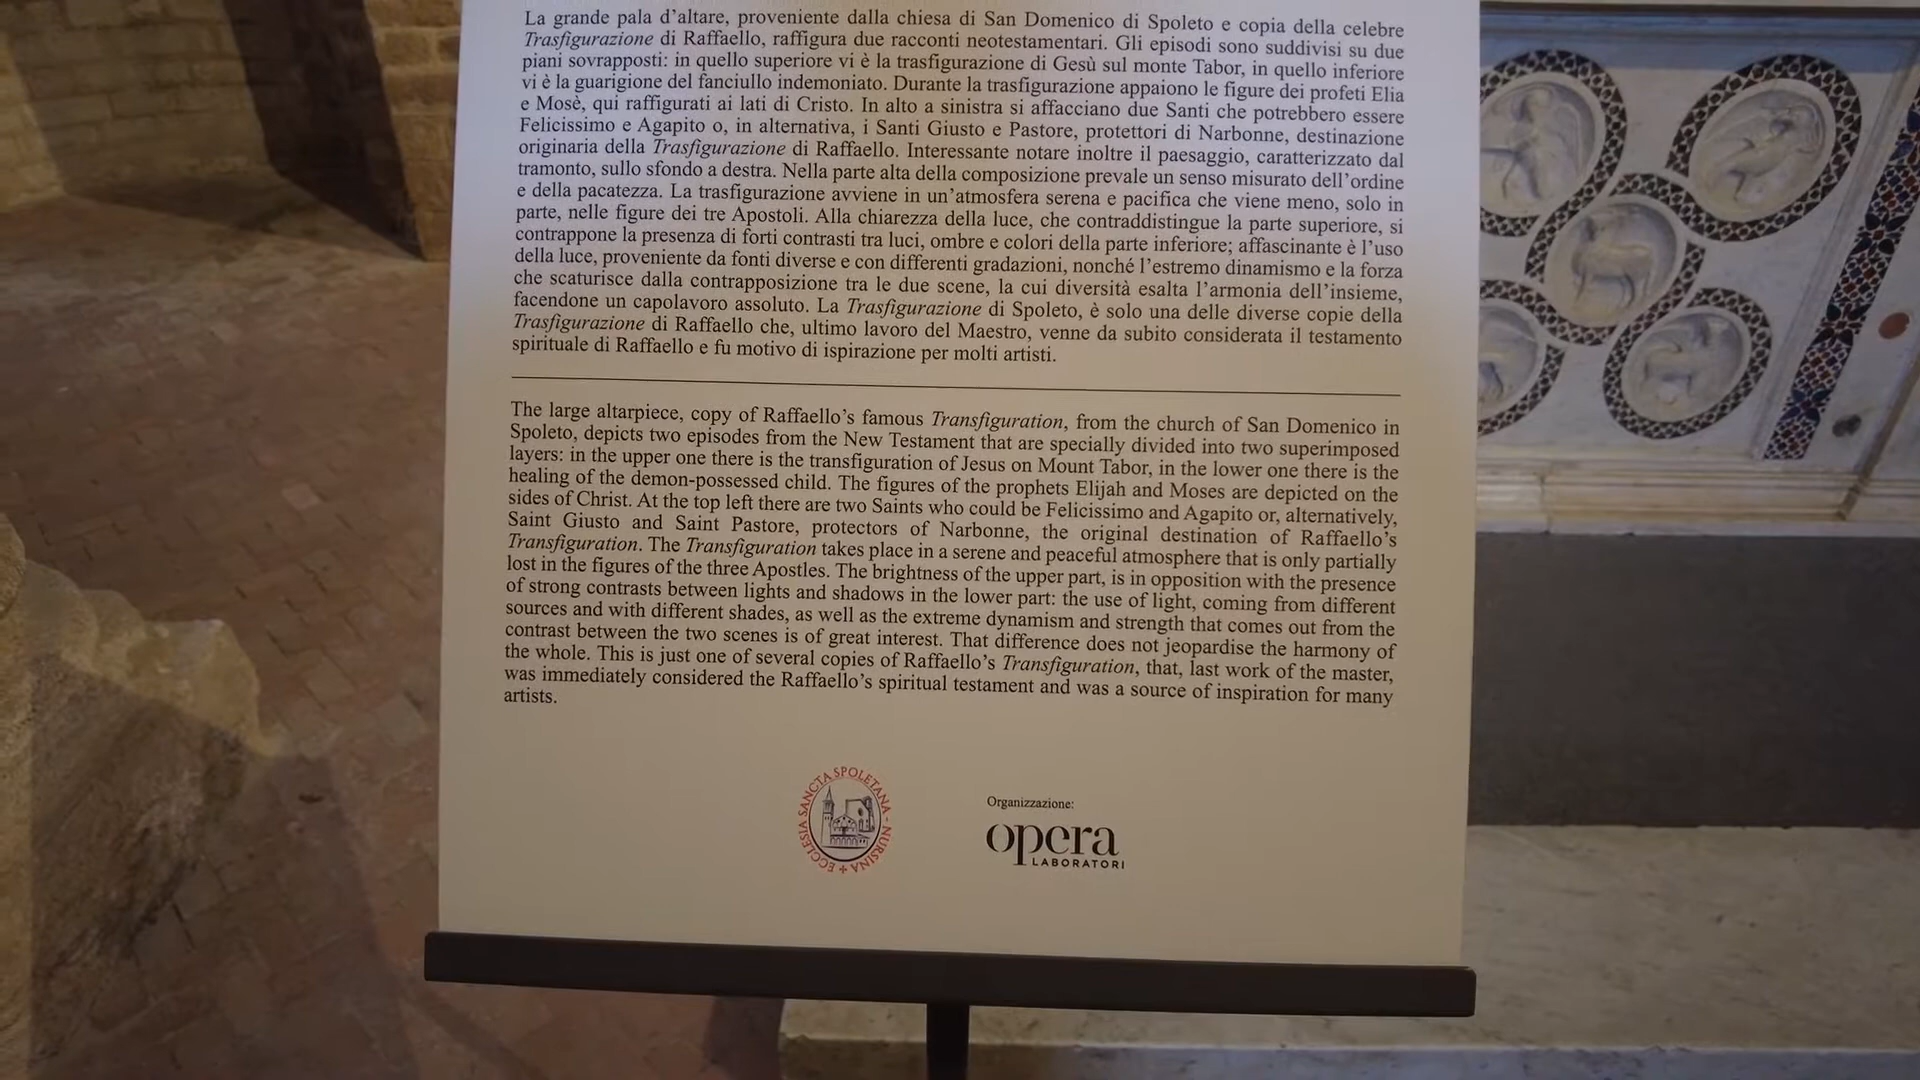 La grande pala d’altare, proveniente dalla chiesa di San Domenico di Spoleto e copia della celebre
Trasfigurazione di Raffaello, raffigura due racconti neotestamentari. Gli episodi sono suddivisi su due
piani sovrapposti: in quello superiore vi è la trasfigurazione di Gesù sul monte Tabor, in quello inferiore
vi è la guarigione del fanciullo indemoniato. Durante la trasfigurazione appaiono le figure dei profeti Elia
e Mosè, qui raffigurati ai lati di Cristo. In alto a sinistra si affacciano due Santi che potrebbero essere
Felicissimo e Agapito o, in alternativa, i Santi Giusto e Pastore, protettori di Narbonne, destinazione
originaria della Trasfigurazione di Raffaello. Interessante notare inoltre il paesaggio, caratterizzato dal
tramonto, sullo sfondo a destra. Nella parte alta della composizione prevale un senso misurato dell’ordine
e della pacatezza. La trasfigurazione avviene in un’atmosfera serena e pacifica che viene meno, solo in
parte, nelle figure dei tre Apostoli. Alla chiarezza della luce, che contraddistingue la parte superiore, si
contrappone la presenza di forti contrasti tra luci, ombre e colori della parte inferiore; affascinante è l’uso
della luce, proveniente da fonti diverse e con differenti gradazioni, nonché l’estremo dinamismo e la forza
che scaturisce dalla contrapposizione tra le due scene, la cui diversità esalta l’armonia dell’insieme,
facendone un capolavoro assoluto. La Trasfigurazione di Spoleto, è solo una delle diverse copie della
Trasfigurazione di Raffaello che, ultimo lavoro del Maestro, venne da subito considerata il testamento
spirituale di Raffaello e fu motivo di ispirazione per molti artisti.
The large altarpiece, copy of Raffaello’s famous Transfiguration, from the church of San Domenico in
Spoleto, depicts two episodes from the New Testament that are specially divided into two superimposed
layers: in the upper one there is the transfiguration of Jesus on Mount Tabor, in the lower one there is the
healing of the demon-possessed child. The figures of the prophets Elijah and Moses are depicted on the
sides of Christ. At the top left there are two Saints who could be Felicissimo and Agapito or, alternatively,
Saint Giusto and Saint Pastore, protectors of Narbonne, the original destination of Raffaello’s
Transfiguration. The Transfiguration takes place in a serene and peaceful atmosphere that is only partially
lost in the figures of the three Apostles. The brightness of the upper part, is in opposition with the presence
of strong contrasts between lights and shadows in the lower part: the use of light, coming from different
sources and with different shades, as well as the extreme dynamism and strength that comes out from the
contrast between the two scenes is of great interest. That difference does not jeopardise the harmony of
the whole. This is just one of several copies of Raffaello’s Transfiguration, that, last work of the master,
was immediately considered the Raffaello’s spiritual testament and was a source of inspiration for many
artists.
ECCLESIA SANCTA SPOLETANA - NURSINA +
Organizzazione:
opera
LABORATORI